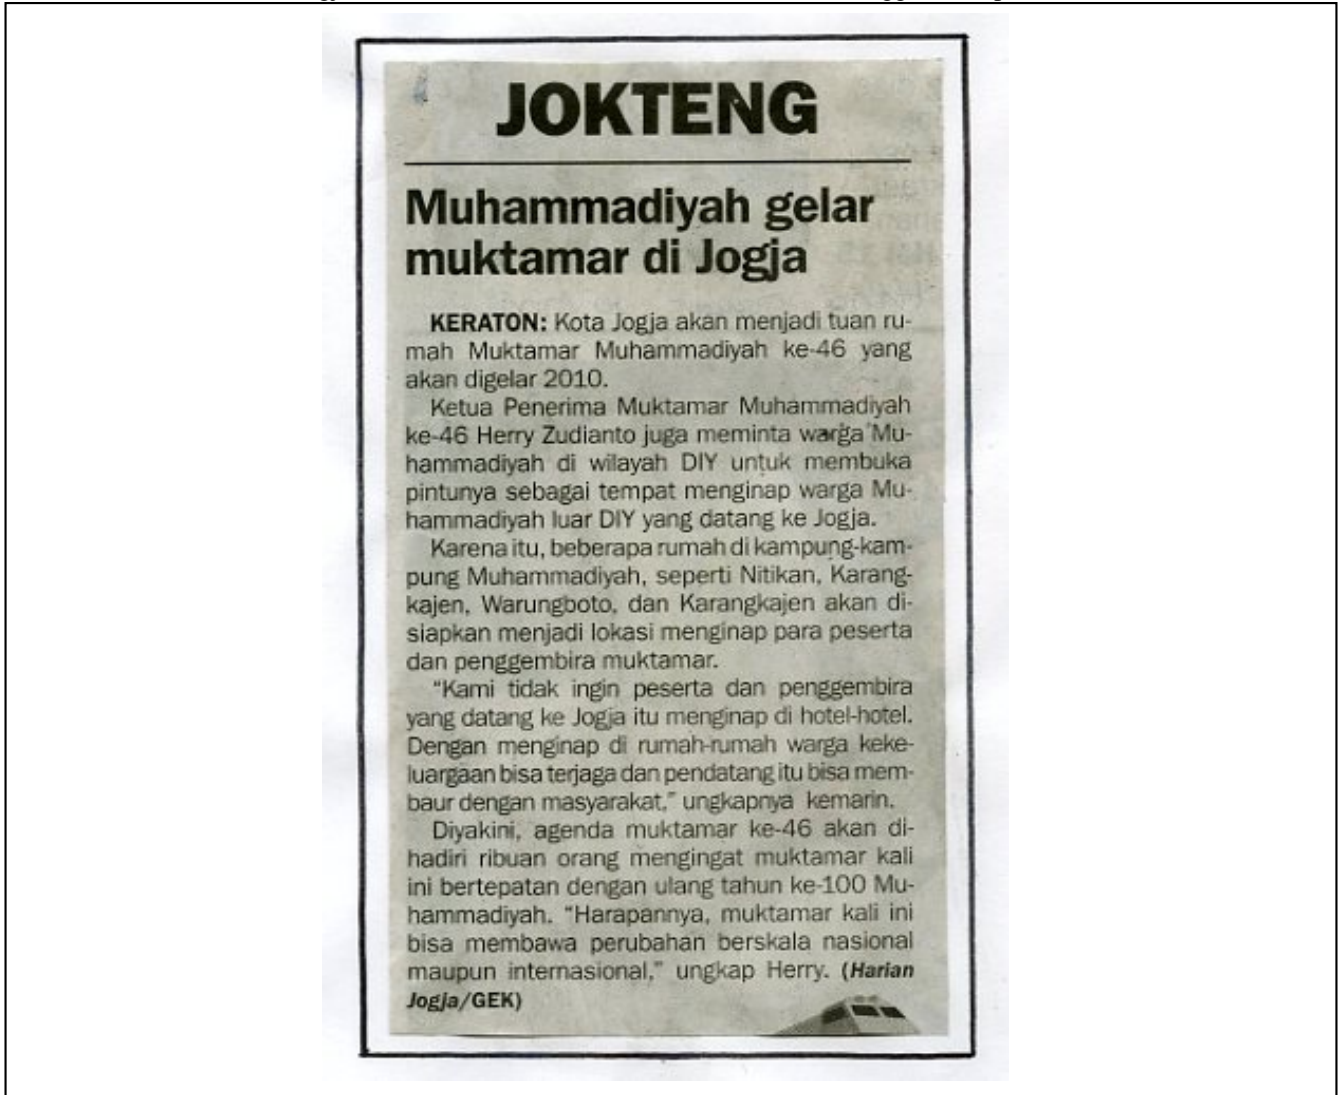 JOKTENG
Muhammadiyah gelar
muktamar di Jogja
KERATON: Kota Jogja akan menjadi tuan ru-
mah Muktamar Muhammadiyah ke-46 yang
akan digelar 2010.
Ketua Penerima Muktamar Muhammadiyah
ke-46 Herry Zudianto juga meminta warga Mu-
hammadiyah di wilayah DIY untuk membuka
pintunya sebagai tempat menginap warga Mu-
hammadiyah luar DIY yang datang ke Jogja.
Karena itu, beberapa rumah di kampung-kam-
pung Muhammadiyah, seperti Nitikan, Karang-
kajen, Warungboto, dan Karangkajen akan di-
siapkan menjadi lokasi menginap para peserta
dan penggembira muktamar.
"Kami tidak ingin peserta dan penggembira
yang datang ke Jogja itu menginap di hotel-hotel.
Dengan menginap di rumah-rumah warga keke-
luargaan bisa terjaga dan pendatang itu bisa mem-
baur dengan masyarakat," ungkapnya kemarin.
Diyakini, agenda muktamar ke-46 akan di-
hadiri ribuan orang mengingat muktamar kali
ini bertepatan dengan ulang tahun ke-100 Mu-
hammadiyah. "Harapannya, muktamar kali ini
bisa membawa perubahan berskala nasional
maupun internasional," ungkap Herry. (Harian
Jogja/GEK)